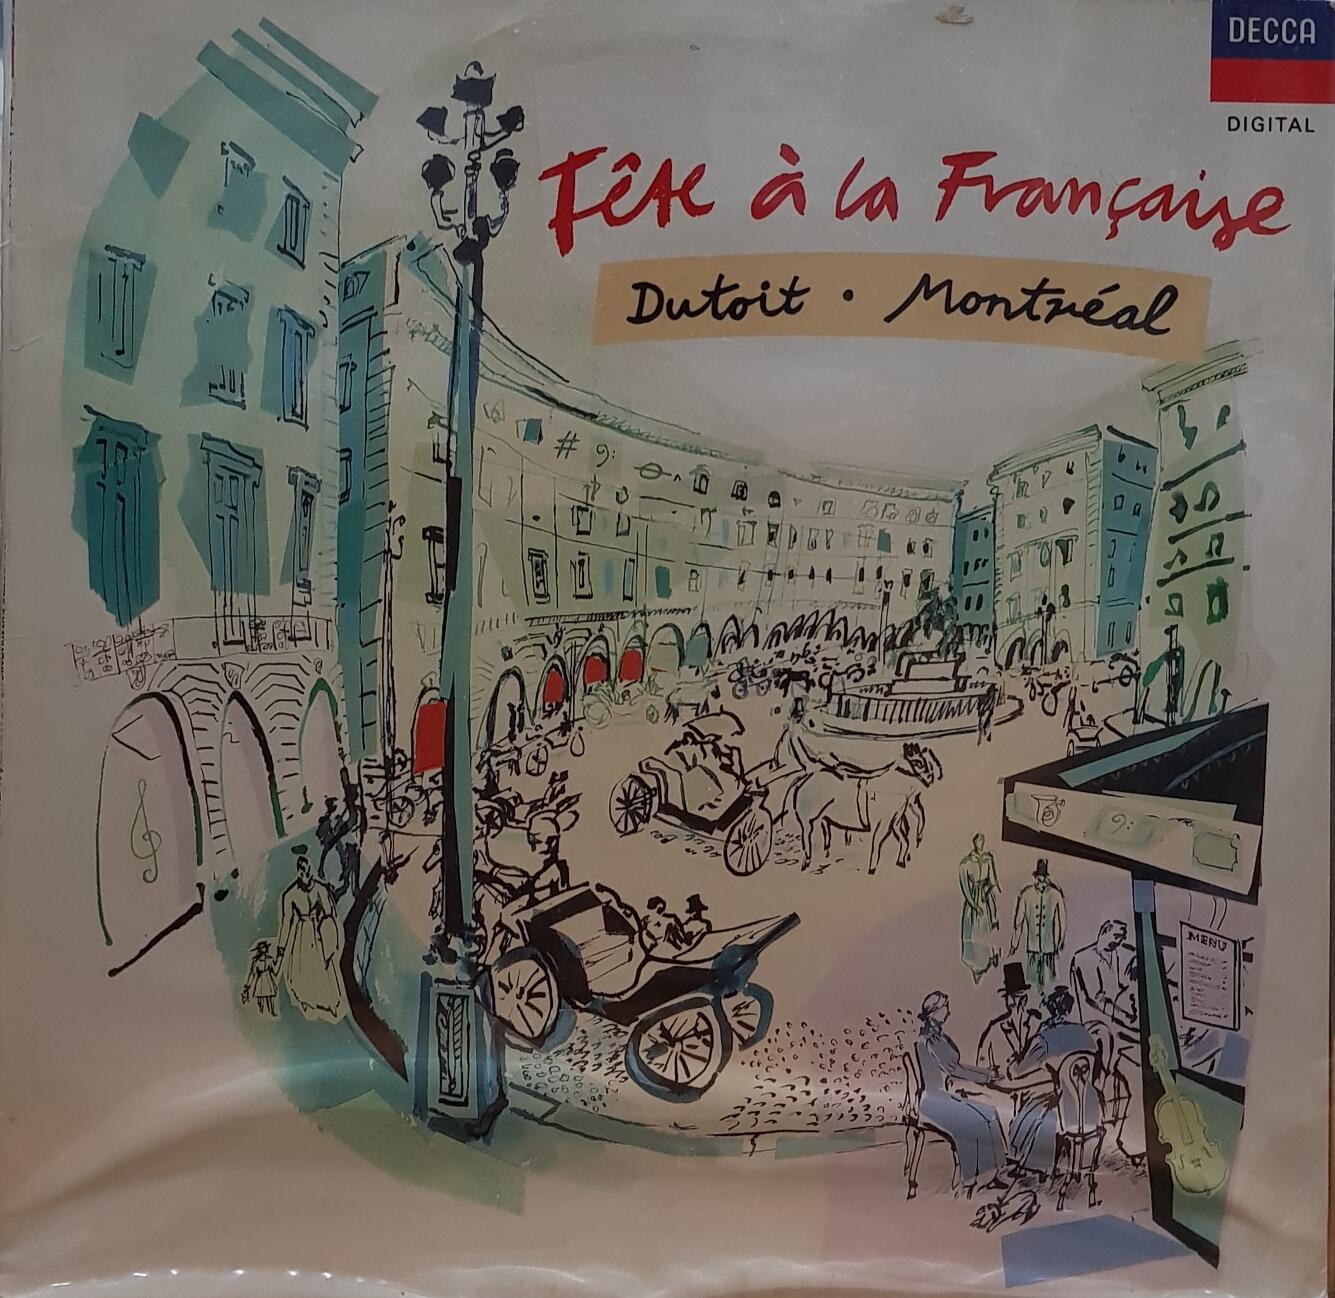 DECCA
DIGITAL
Fête à la Française
Dutoit • Montréal
MENU